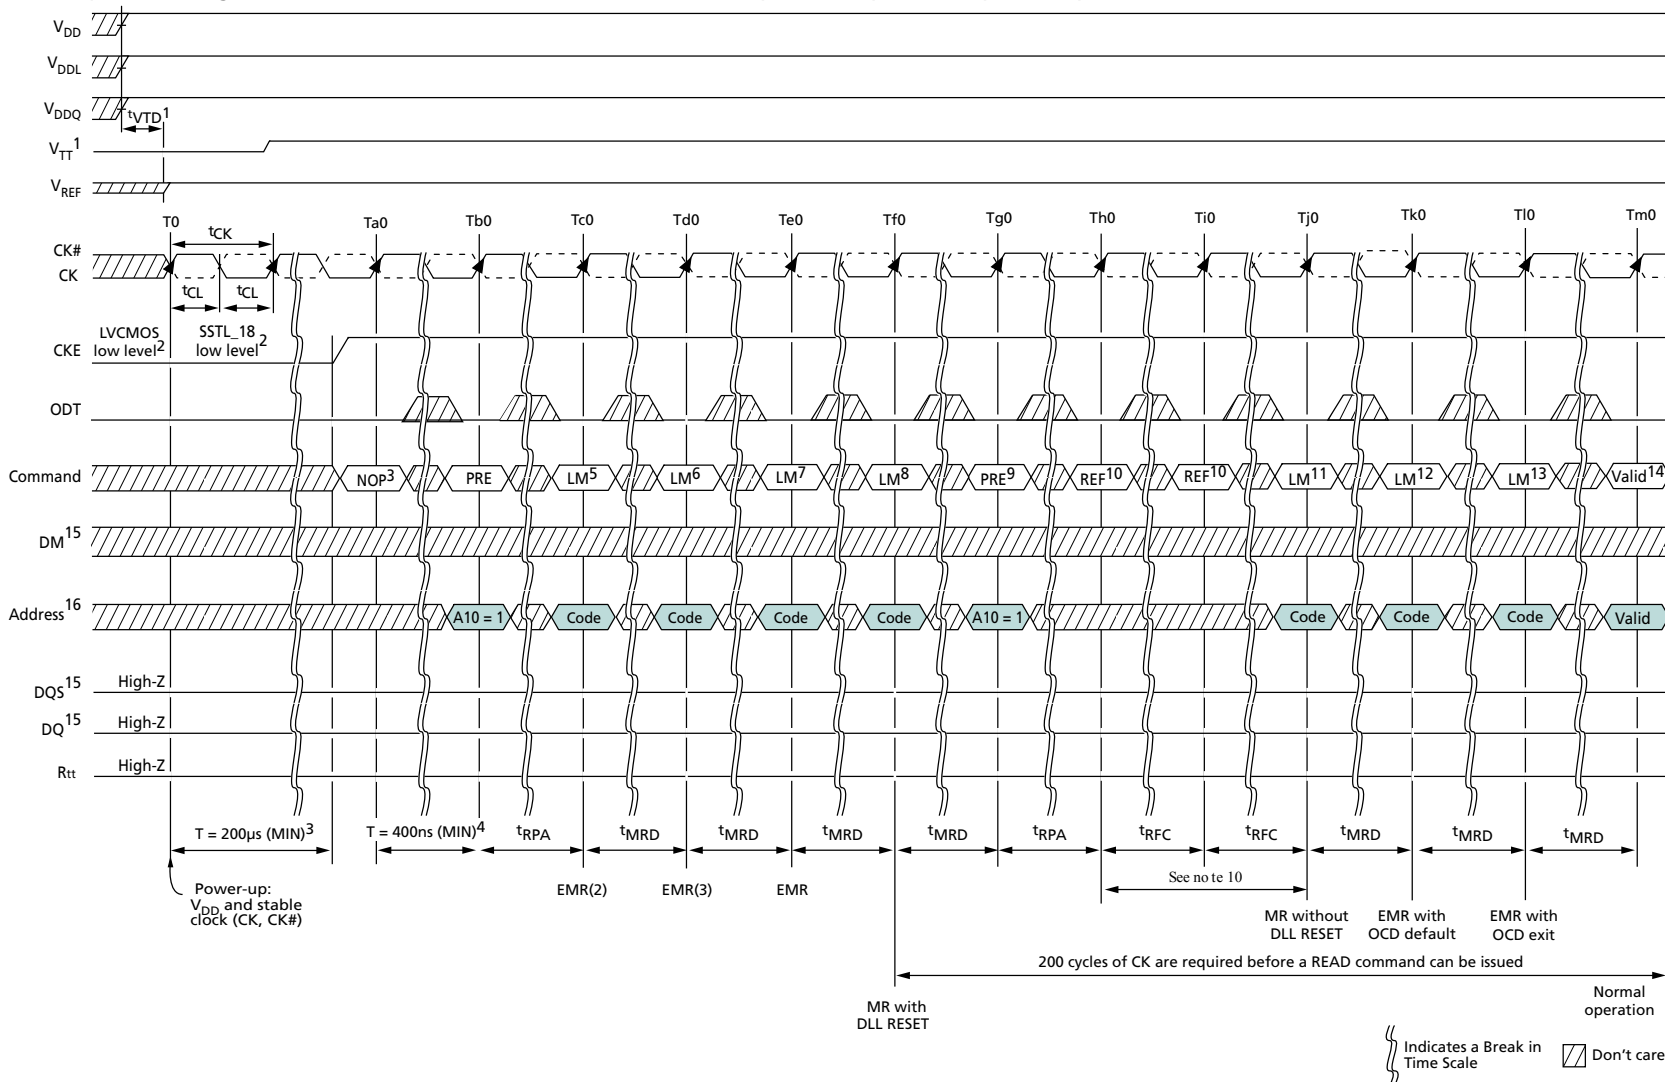 VDD
VDDL
VDDQ
tVTD1
VTT1
VREF
T0 Ta0 Tb0 Tc0 Td0 Te0 Tf0 Tg0 Th0 Ti0 Tj0 Tk0 Tl0 Tm0
tCK
CK#
CK
tCL tCL
LVCMOS
low level2
SSTL_18
low level2
CKE
ODT
Command NOP3 PRE LM5 LM6 LM7 LM8 PRE9 REF10 REF10 LM11 LM12 LM13 Valid14
DM15
Address16 A10 = 1 Code Code Code Code A10 = 1 Code Code Code Valid
DQS15 High-Z
DQ15 High-Z
Rtt High-Z
T = 200µs (MIN)3 T = 400ns (MIN)4 tRPA tMRD tMRD tMRD tMRD tRPA tRFC tRFC tMRD tMRD tMRD
See note 10
Power-up:
VDD and stable
clock (CK, CK#)
EMR(2) EMR(3) EMR
MR without
DLL RESET
EMR with
OCD default
EMR with
OCD exit
200 cycles of CK are required before a READ command can be issued
MR with
DLL RESET
Normal
operation
Indicates a Break in
Time Scale
Don't care